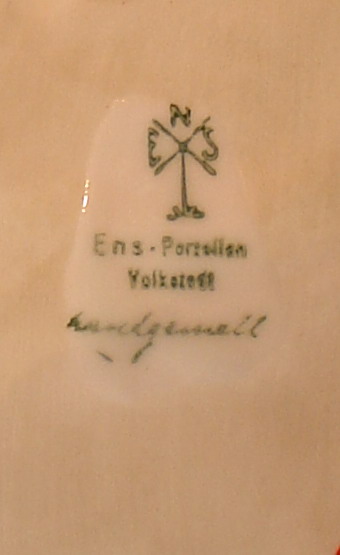 N
E S
Ens-Porzellan
Volkstedt
handgemalt